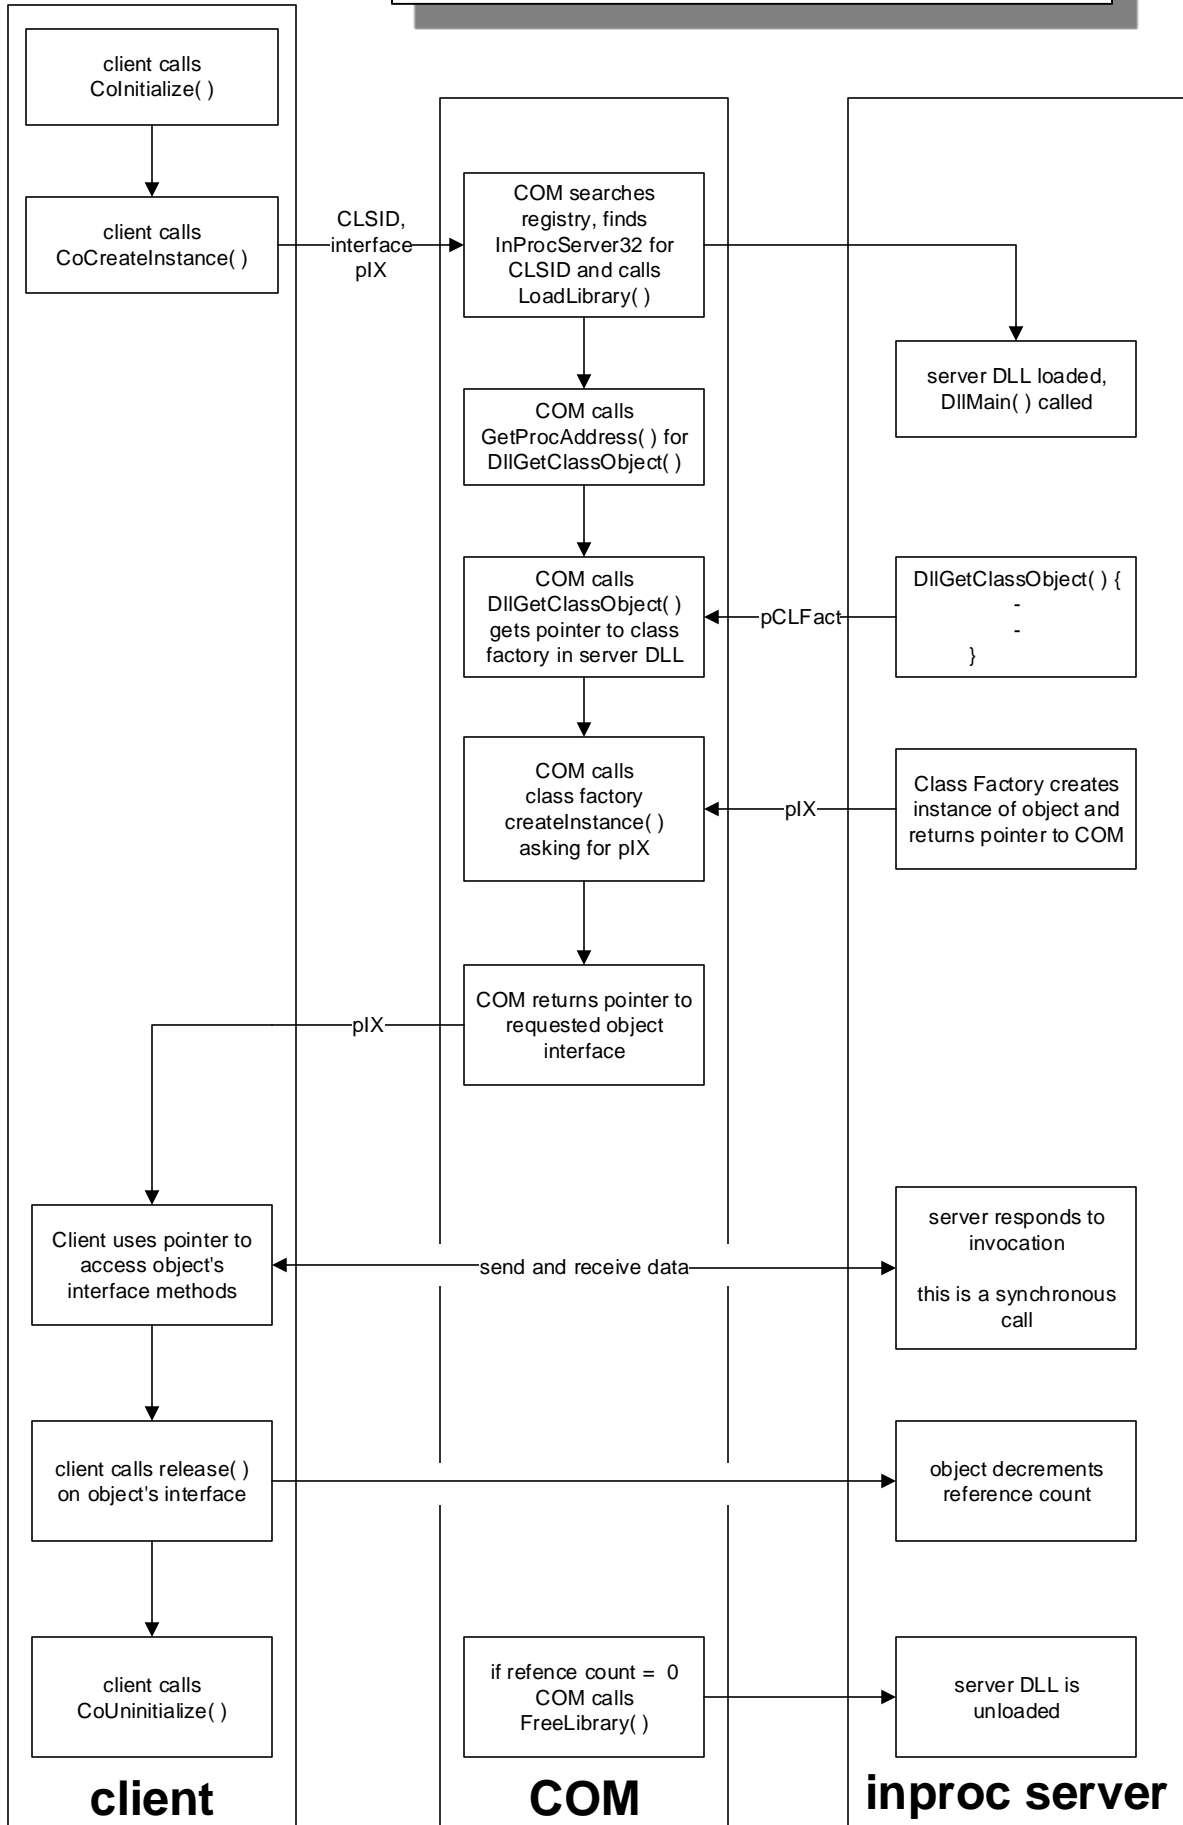 client calls
CoInitialize( )
client calls
CoCreateInstance( )
CLSID,
interface
pIX
COM searches
registry, finds
InProcServer32 for
CLSID and calls
LoadLibrary( )
server DLL loaded,
DllMain( ) called
COM calls
GetProcAddress( ) for
DllGetClassObject( )
COM calls
DllGetClassObject( )
gets pointer to class
factory in server DLL
pCLFact
DllGetClassObject( ) {
-
-
}
COM calls
class factory
createInstance( )
asking for pIX
pIX
Class Factory creates
instance of object and
returns pointer to COM
COM returns pointer to
requested object
interface
pIX
Client uses pointer to
access object's
interface methods
send and receive data
server responds to
invocation
this is a synchronous
call
client calls release( )
on object's interface
object decrements
reference count
client calls
CoUninitialize( )
if refence count =  0
COM calls
FreeLibrary( )
server DLL is
unloaded
client
COM
inproc server